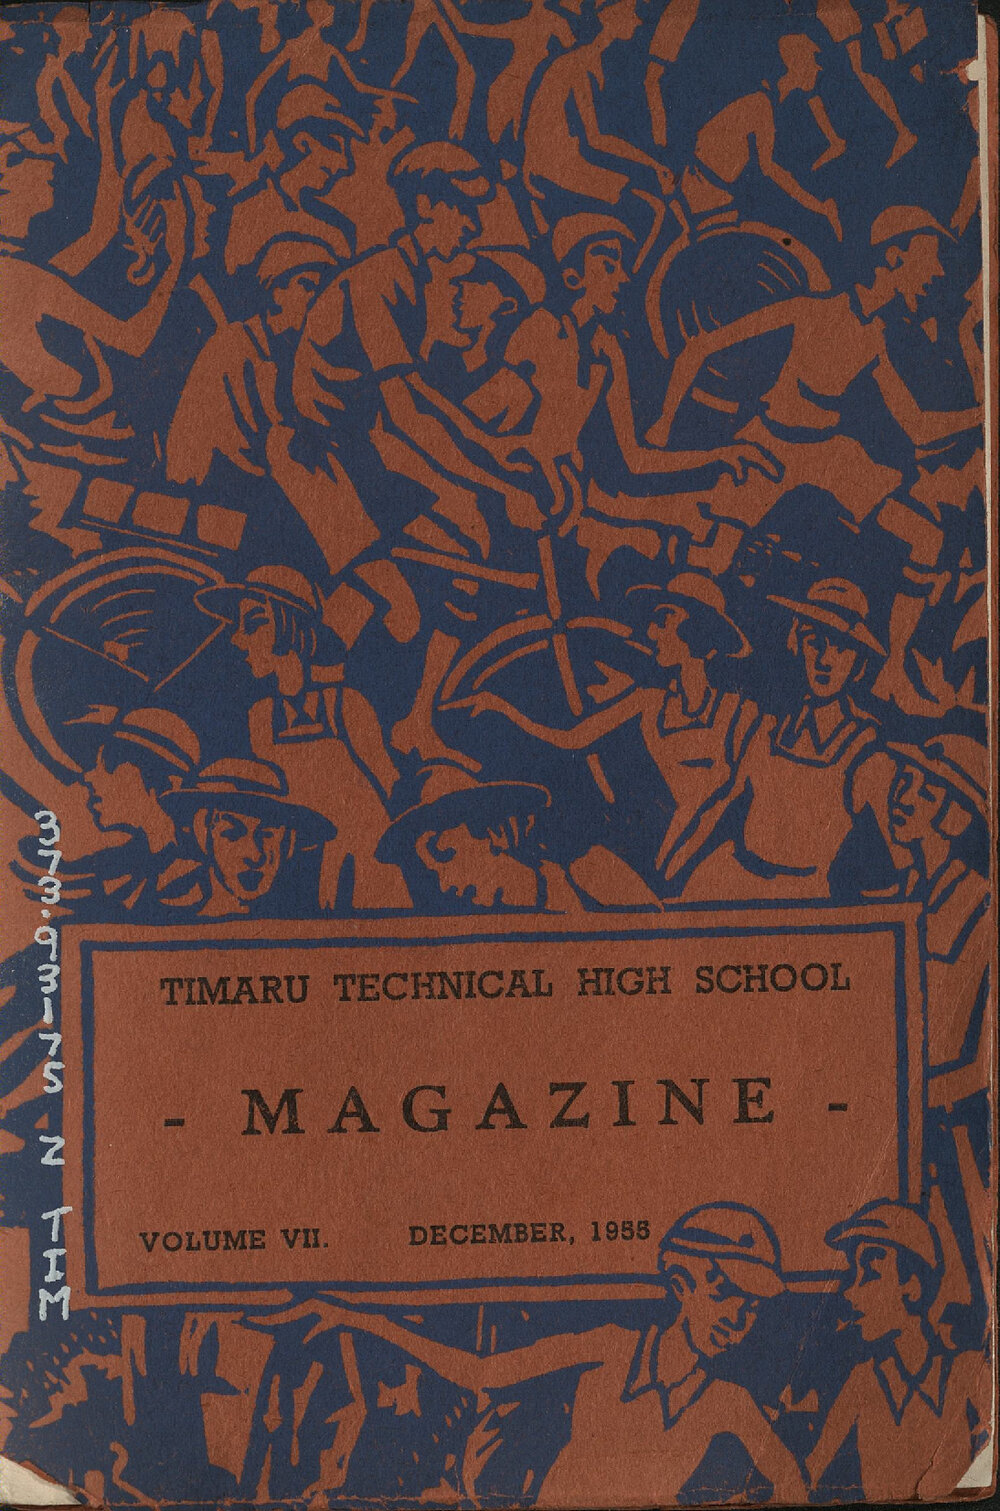 TIMARU TECHNICAL HIGH SCHOOL
- MAGAZINE -
VOLUME VII. DECEMBER, 1955
373.93175 Z TIM